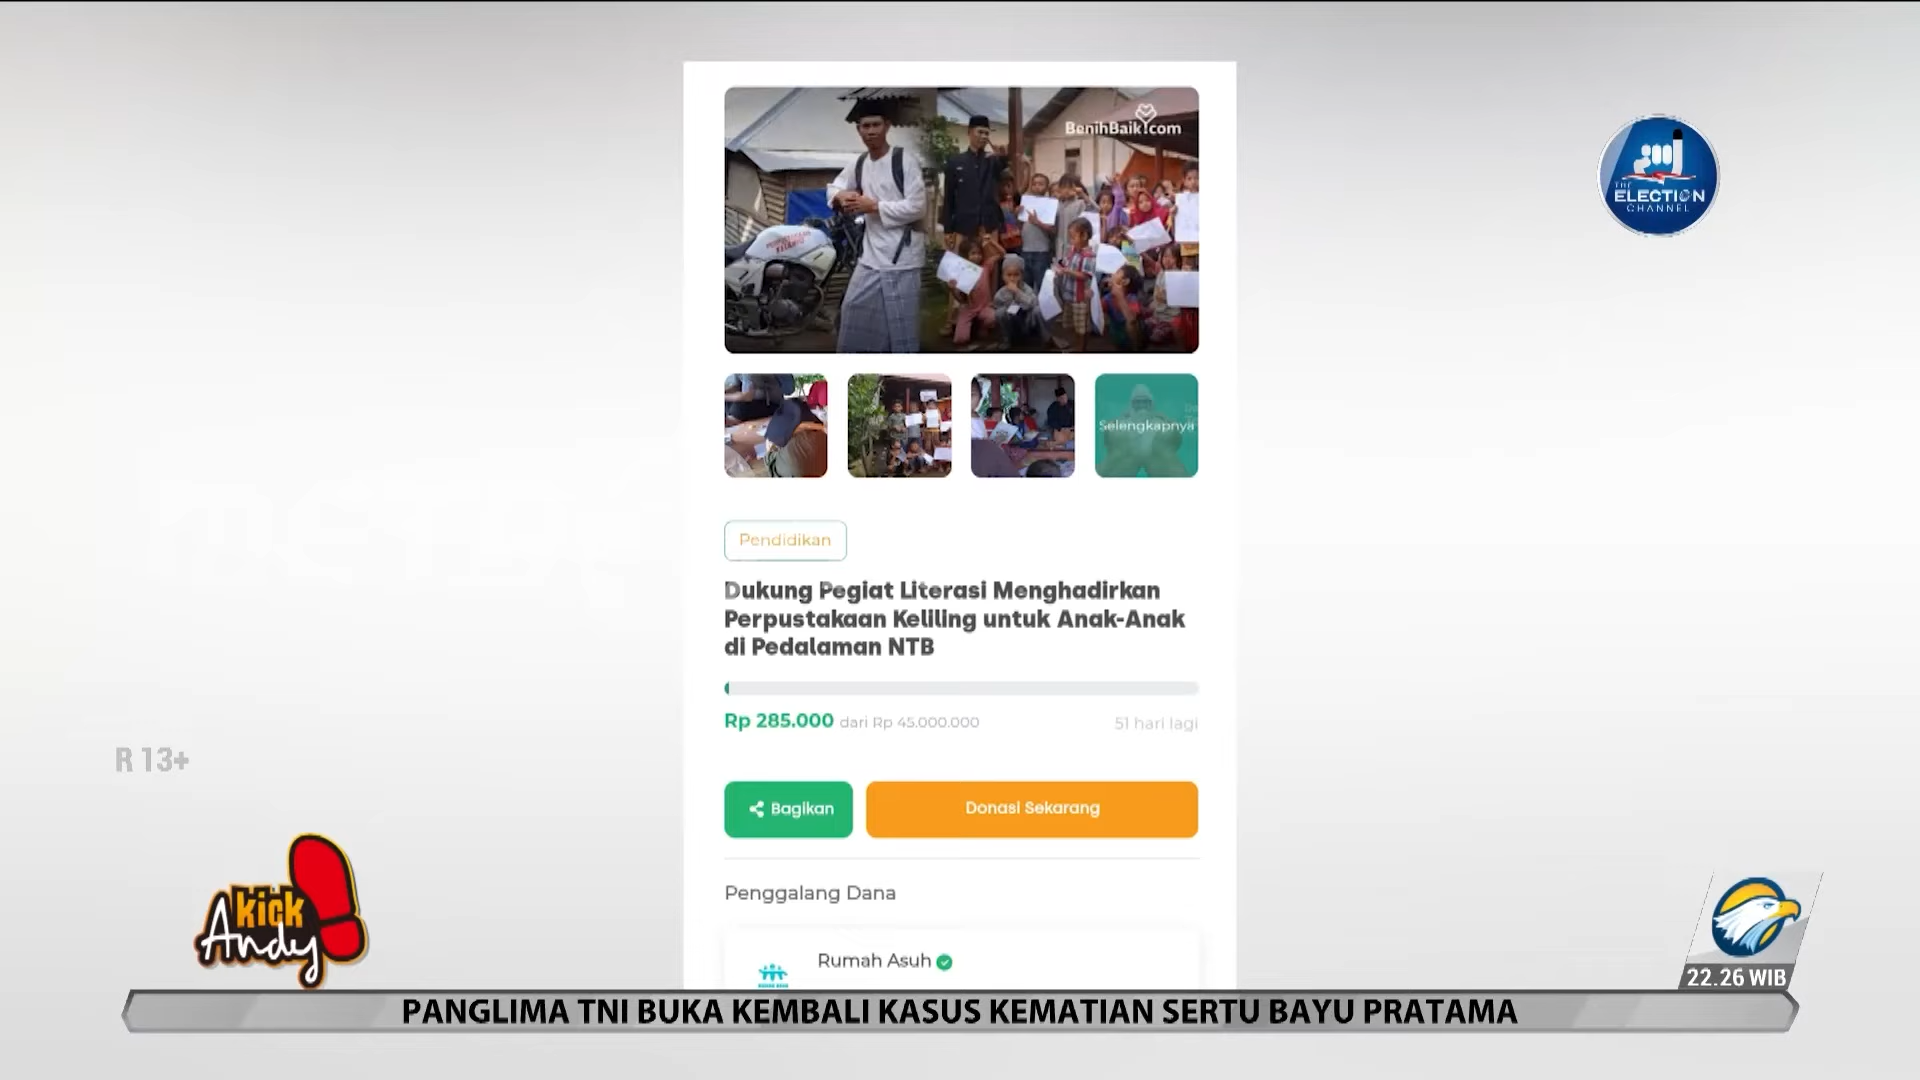 BenihBaik!com
THE
ELECTION
CHANNEL
Selengkapnya
Pendidikan
Dukung Pegiat Literasi Menghadirkan
Perpustakaan Keliling untuk Anak-Anak
di Pedalaman NTB
Rp 285.000 dari Rp 45.000.000
51 hari lagi
R 13+
Bagikan
Donasi Sekarang
Penggalang Dana
kick
Andy
Rumah Asuh
22.26 WIB
PANGLIMA TNI BUKA KEMBALI KASUS KEMATIAN SERTU BAYU PRATAMA